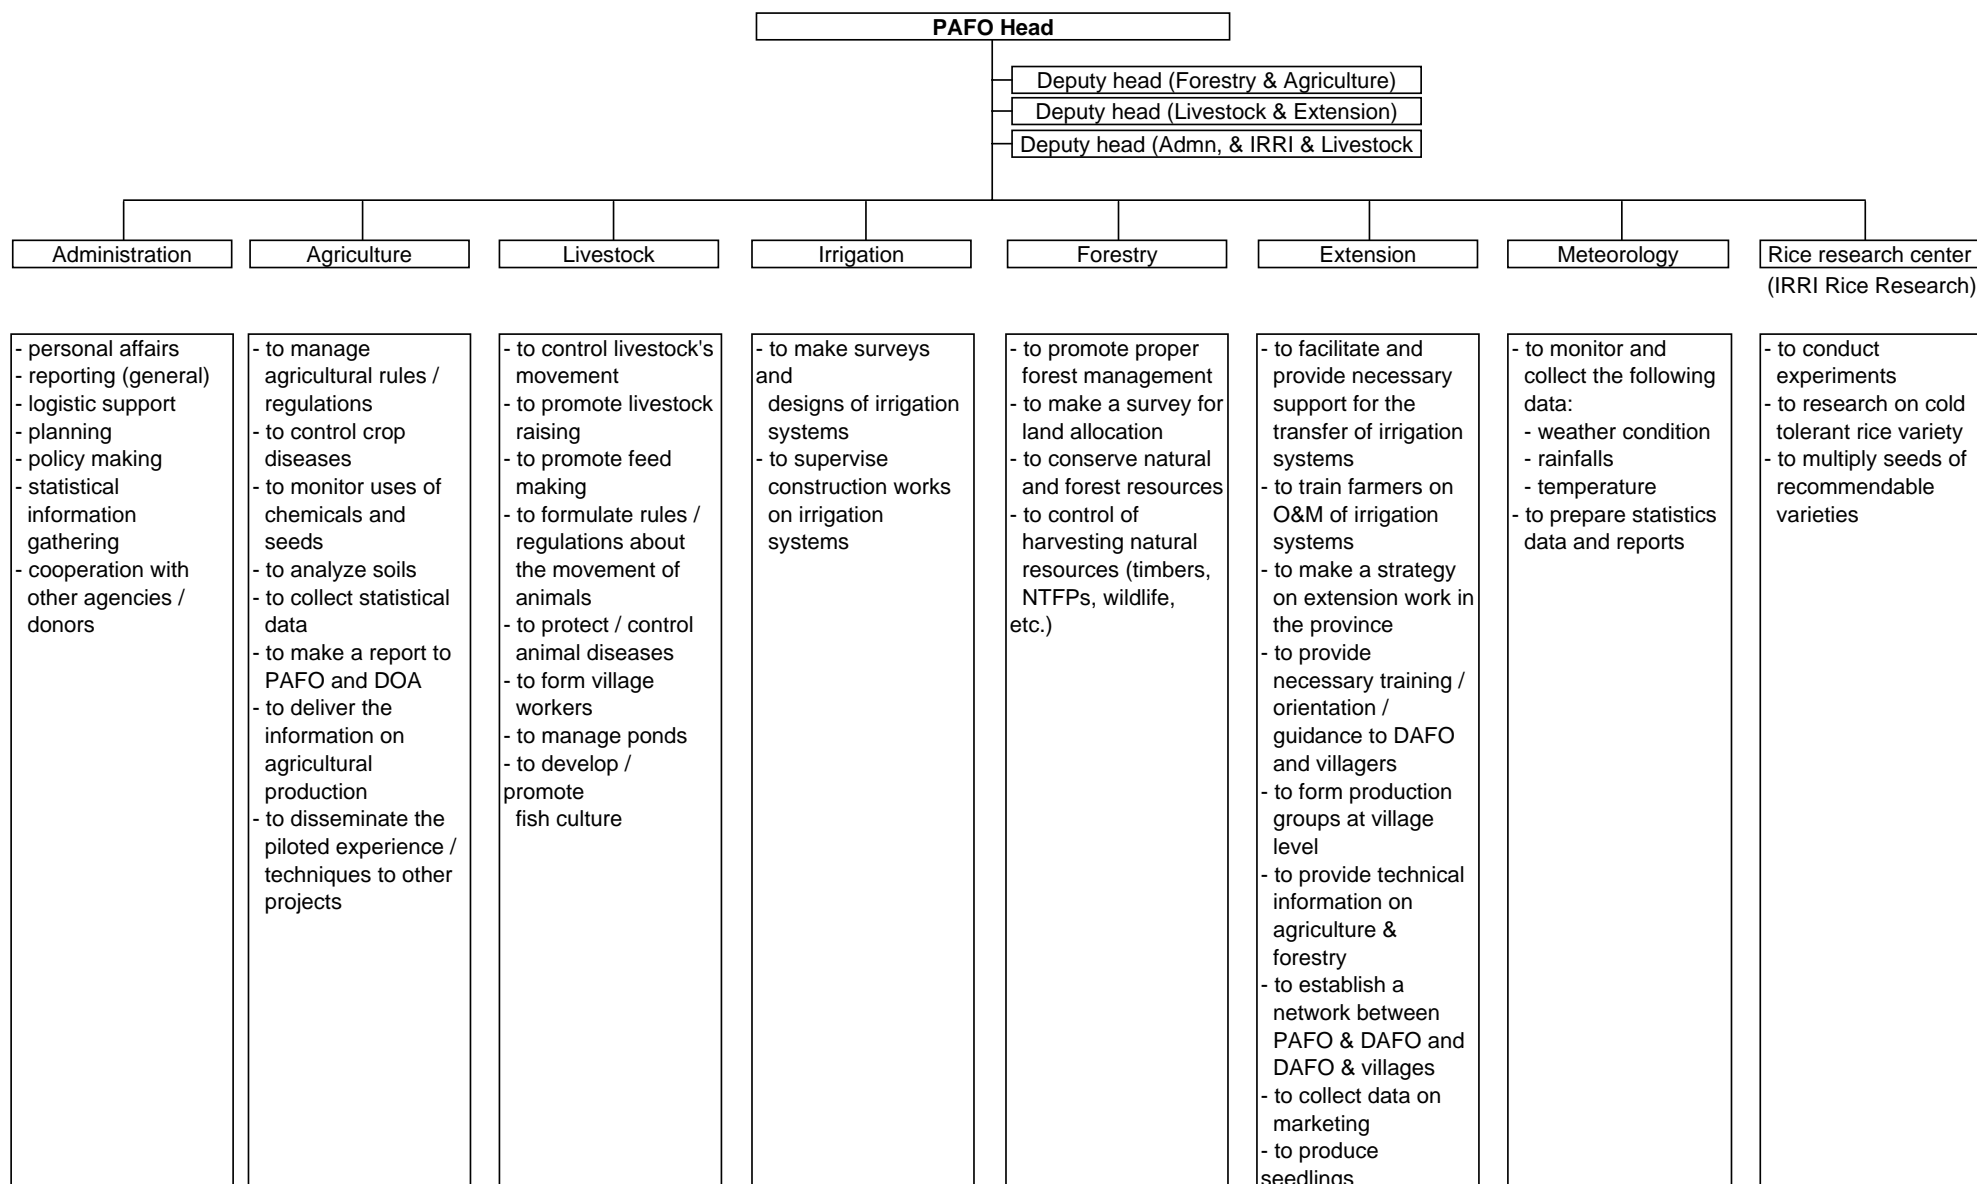 PAFO Head
Deputy head (Forestry & Agriculture)
Deputy head (Livestock & Extension)
Deputy head (Admn, & IRRI & Livestock
Administration
Agriculture
Livestock
Irrigation
Forestry
Extension
Meteorology
Rice research center
(IRRI Rice Research)
- personal affairs
- reporting (general)
- logistic support
- planning
- policy making
- statistical
information
gathering
- cooperation with
other agencies /
donors
- to manage
agricultural rules /
regulations
- to control crop
diseases
- to monitor uses of
chemicals and
seeds
- to analyze soils
- to collect statistical
data
- to make a report to
PAFO and DOA
- to deliver the
information on
agricultural
production
- to disseminate the
piloted experience /
techniques to other
projects
- to control livestock's
movement
- to promote livestock
raising
- to promote feed
making
- to formulate rules /
regulations about
the movement of
animals
- to protect / control
animal diseases
- to form village
workers
- to manage ponds
- to develop /
promote
fish culture
- to make surveys
and
designs of irrigation
systems
- to supervise
construction works
on irrigation
systems
- to promote proper
forest management
- to make a survey for
land allocation
- to conserve natural
and forest resources
- to control of
harvesting natural
resources (timbers,
NTFPs, wildlife,
etc.)
- to facilitate and
provide necessary
support for the
transfer of irrigation
systems
- to train farmers on
O&M of irrigation
systems
- to make a strategy
on extension work in
the province
- to provide
necessary training /
orientation /
guidance to DAFO
and villagers
- to form production
groups at village
level
- to provide technical
information on
agriculture &
forestry
- to establish a
network between
PAFO & DAFO and
DAFO & villages
- to collect data on
marketing
- to produce
seedlings
- to monitor and
collect the following
data:
- weather condition
- rainfalls
- temperature
- to prepare statistics
data and reports
- to conduct
experiments
- to research on cold
tolerant rice variety
- to multiply seeds of
recommendable
varieties